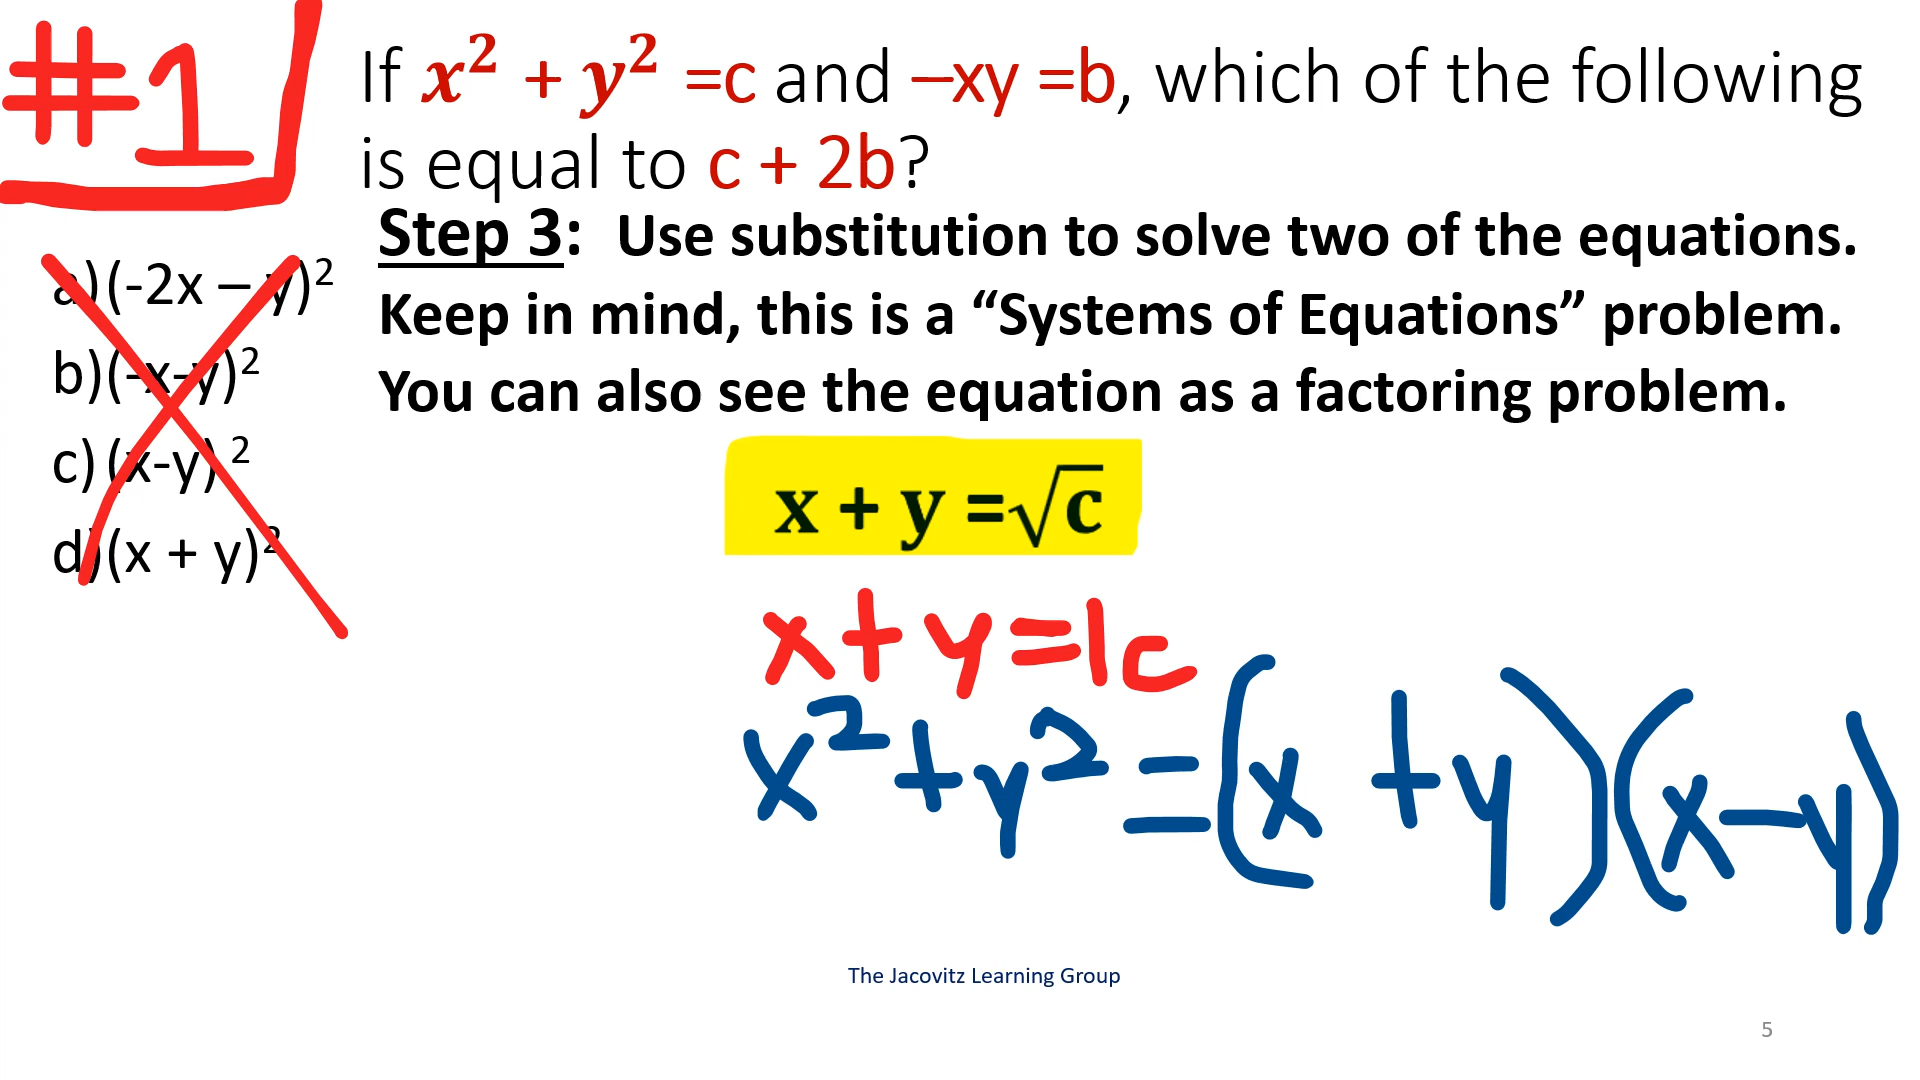 #1
If x² + y² =c and –xy =b, which of the following
is equal to c + 2b?
Step 3: Use substitution to solve two of the equations.
Keep in mind, this is a “Systems of Equations” problem.
You can also see the equation as a factoring problem.
a)(-2x – y)²
b)(-x-y)²
c)(x-y) ²
d)(x + y)²
x + y =√c
x+y=1c
x²+y²=(x +y)(x-y)
The Jacovitz Learning Group
5